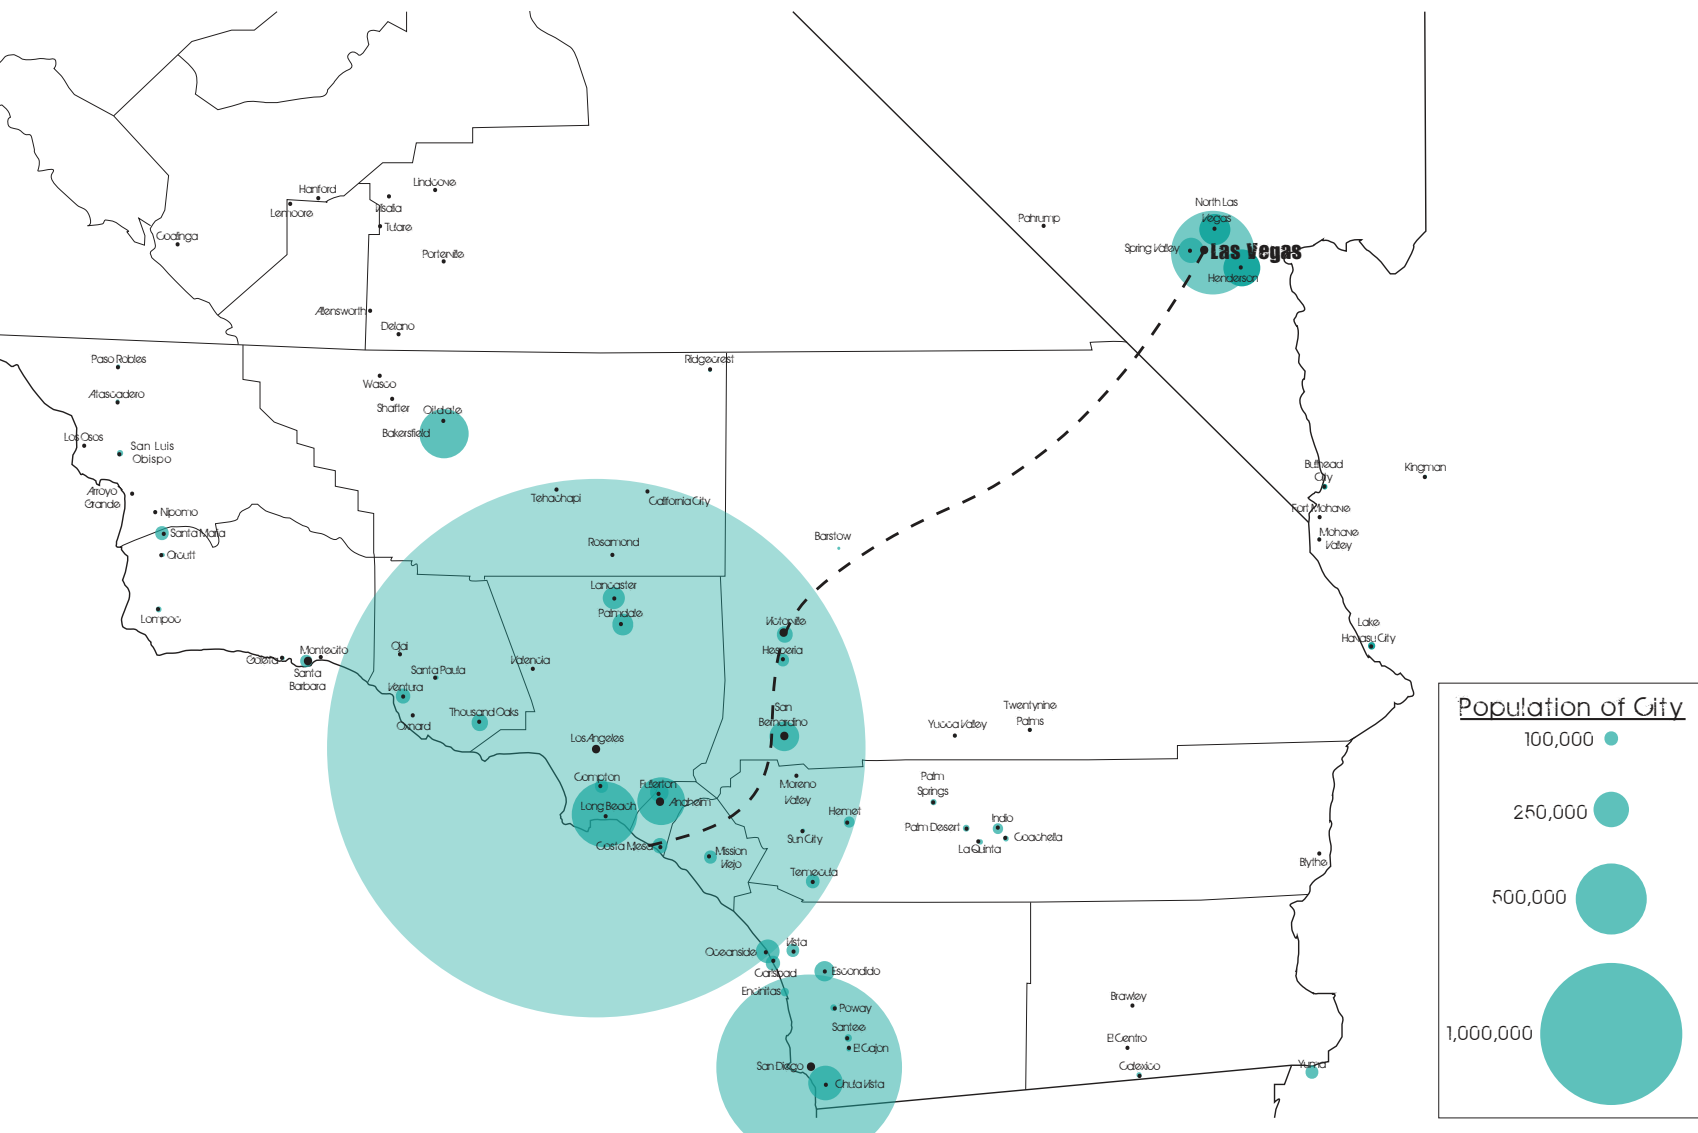 Lindcove
Hanford
Lemoore
Visalia
Tulare
Coalinga
Porterville
Allensworth
Delano
North Las
Vegas
Pahrump
Spring Valley
Las Vegas
Henderson
Paso Robles
Atascadero
Los Osos
San Luis
Obispo
Arroyo
Grande
Nipomo
Santa Maria
Orcutt
Lompoc
Goleta
Montecito
Santa
Barbara
Wasco
Shafter
Oildale
Bakersfield
Ridgecrest
Tehachapi
California City
Rosamond
Barstow
Lancaster
Palmdale
Victorville
Hesperia
Ojai
Santa Paula
Valencia
Ventura
Oxnard
Thousand Oaks
Los Angeles
San
Bernardino
Compton
Fullerton
Long Beach
Anaheim
Costa Mesa
Mission
Viejo
Moreno
Valley
Sun City
Hemet
Temecula
Yucca Valley
Twentynine
Palms
Palm
Springs
Palm Desert
Indio
Coachella
La Quinta
Blythe
Bullhead
City
Kingman
Fort Mohave
Mohave
Valley
Lake
Havasu City
Oceanside
Vista
Carlsbad
Escondido
Encinitas
Poway
Santee
El Cajon
San Diego
Chula Vista
Brawley
El Centro
Calexico
Yuma
Population of City
100,000
250,000
500,000
1,000,000